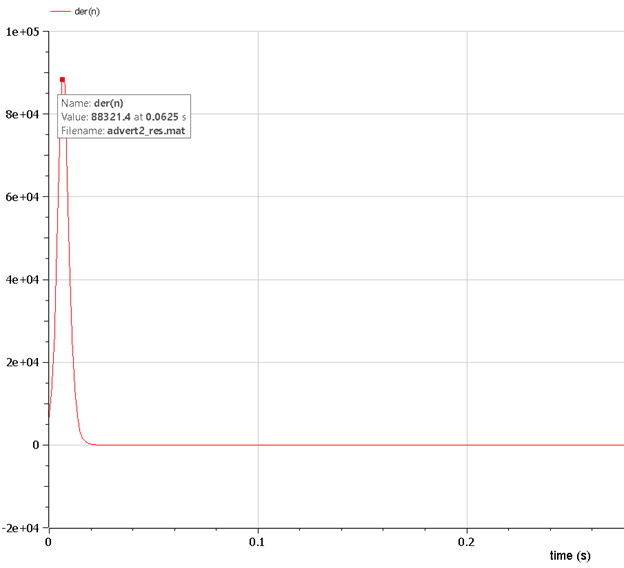 der(n)
1e+05
Name: der(n)
Value: 88321.4 at 0.0625 s
Filename: advert2_res.mat
8e+04
6e+04
4e+04
2e+04
0
-2e+04
0
0.1
0.2
time (s)